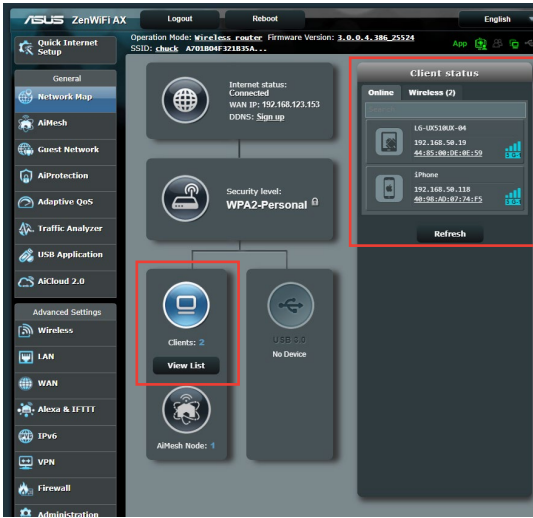 ASUS ZenWiFi AX
Logout
Reboot
English
Quick Internet
Setup
Operation Mode: Wireless router Firmware Version: 3.0.0.4.386_25524
SSID: chuck A701B04F321B35A...
App
General
Network Map
AiMesh
Guest Network
AiProtection
Adaptive QoS
Traffic Analyzer
USB Application
AiCloud 2.0
Advanced Settings
Wireless
LAN
WAN
Alexa & IFTTT
IPv6
VPN
Firewall
Administration
Internet status:
Connected
WAN IP: 192.168.123.153
DDNS: Sign up
Security level:
WPA2-Personal
Clients: 2
View List
USB 3.0
No Device
AiMesh Node: 1
Client status
Online Wireless (2)
LG-UX510UX-04
192.168.50.19
44:85:00:DE:0E:59
iPhone
192.168.50.118
40:98:AD:07:74:F5
Refresh